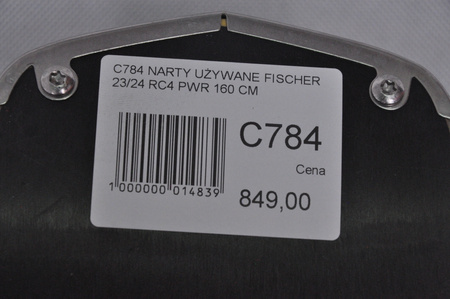 C784 NARTY UŻYWANE FISCHER
23/24 RC4 PWR 160 CM
C784
Cena
1 000000 014839
849,00